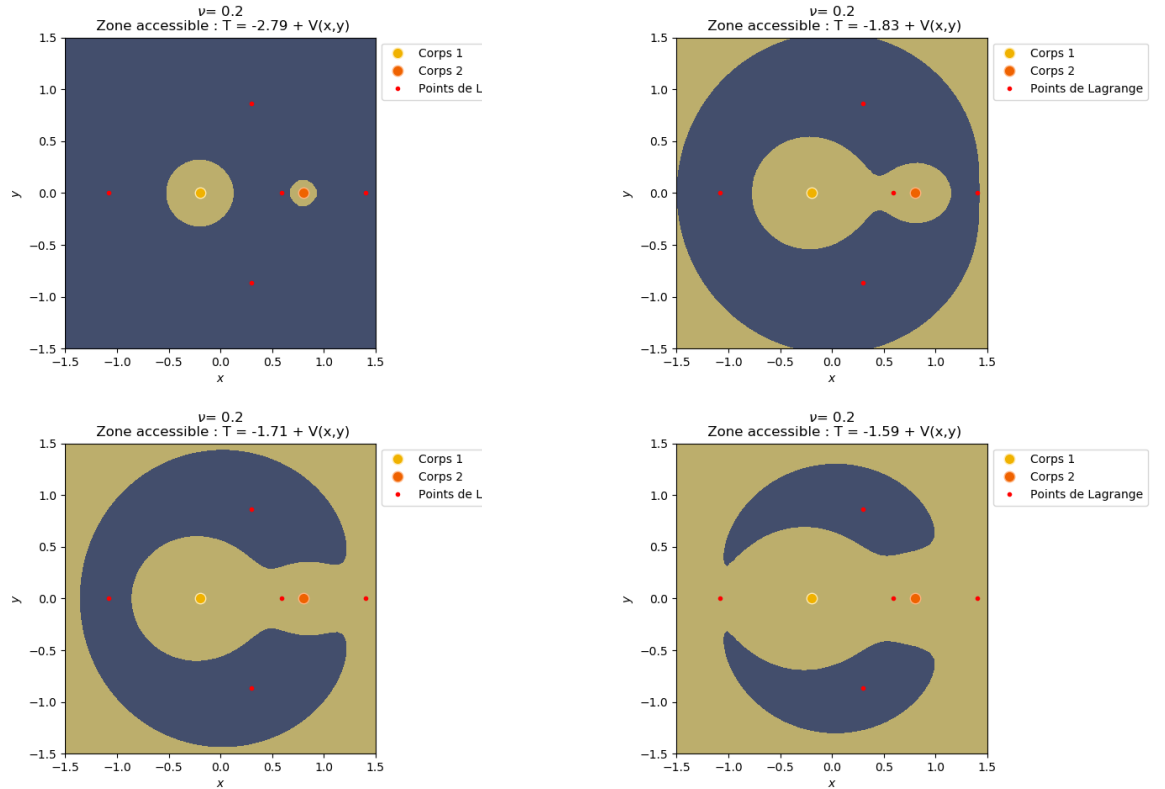 ν= 0.2
Zone accessible : T = -2.79 + V(x,y)
1.5
1.0
0.5
0.0
−0.5
−1.0
−1.5
y
−1.5 −1.0 −0.5 0.0 0.5 1.0 1.5
x
Corps 1
Corps 2
Points de L
ν= 0.2
Zone accessible : T = -1.83 + V(x,y)
1.5
1.0
0.5
0.0
−0.5
−1.0
−1.5
y
−1.5 −1.0 −0.5 0.0 0.5 1.0 1.5
x
Corps 1
Corps 2
Points de Lagrange
ν= 0.2
Zone accessible : T = -1.71 + V(x,y)
1.5
1.0
0.5
0.0
−0.5
−1.0
−1.5
y
−1.5 −1.0 −0.5 0.0 0.5 1.0 1.5
x
Corps 1
Corps 2
Points de L
ν= 0.2
Zone accessible : T = -1.59 + V(x,y)
1.5
1.0
0.5
0.0
−0.5
−1.0
−1.5
y
−1.5 −1.0 −0.5 0.0 0.5 1.0 1.5
x
Corps 1
Corps 2
Points de Lagrange